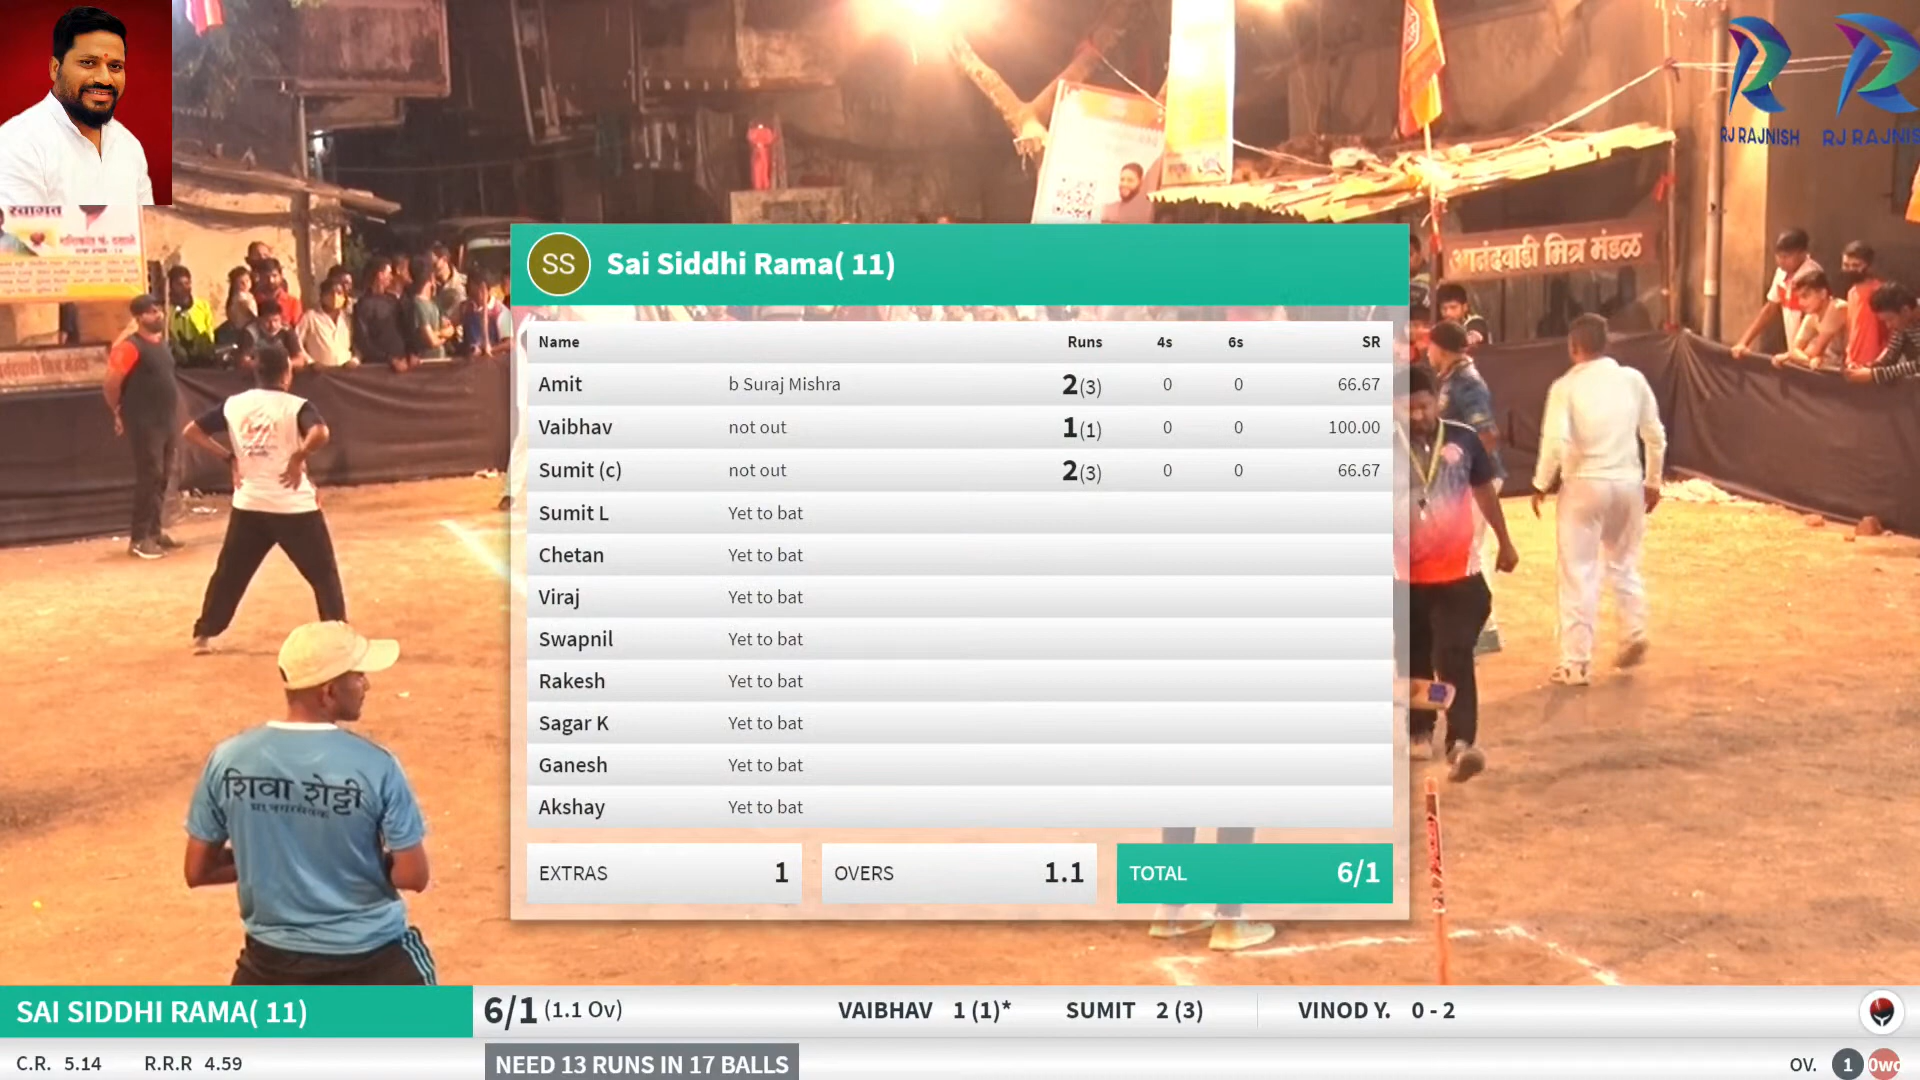 RJ RAJNISH
RJ RAJNIS
स्वागत
आनंदवाडी मित्र मंडळ
SS
Sai Siddhi Rama( 11)
Name Runs 4s 6s SR
Amit b Suraj Mishra 2(3) 0 0 66.67
Vaibhav not out 1(1) 0 0 100.00
Sumit (c) not out 2(3) 0 0 66.67
Sumit L Yet to bat
Chetan Yet to bat
Viraj Yet to bat
Swapnil Yet to bat
Rakesh Yet to bat
Sagar K Yet to bat
Ganesh Yet to bat
Akshay Yet to bat
EXTRAS 1 OVERS 1.1 TOTAL 6/1
शिवा शेट्टी
SAI SIDDHI RAMA( 11) 6/1 (1.1 Ov) VAIBHAV 1 (1)* SUMIT 2 (3) VINOD Y. 0 - 2
C.R. 5.14 R.R.R 4.59 NEED 13 RUNS IN 17 BALLS OV. 1 0wd